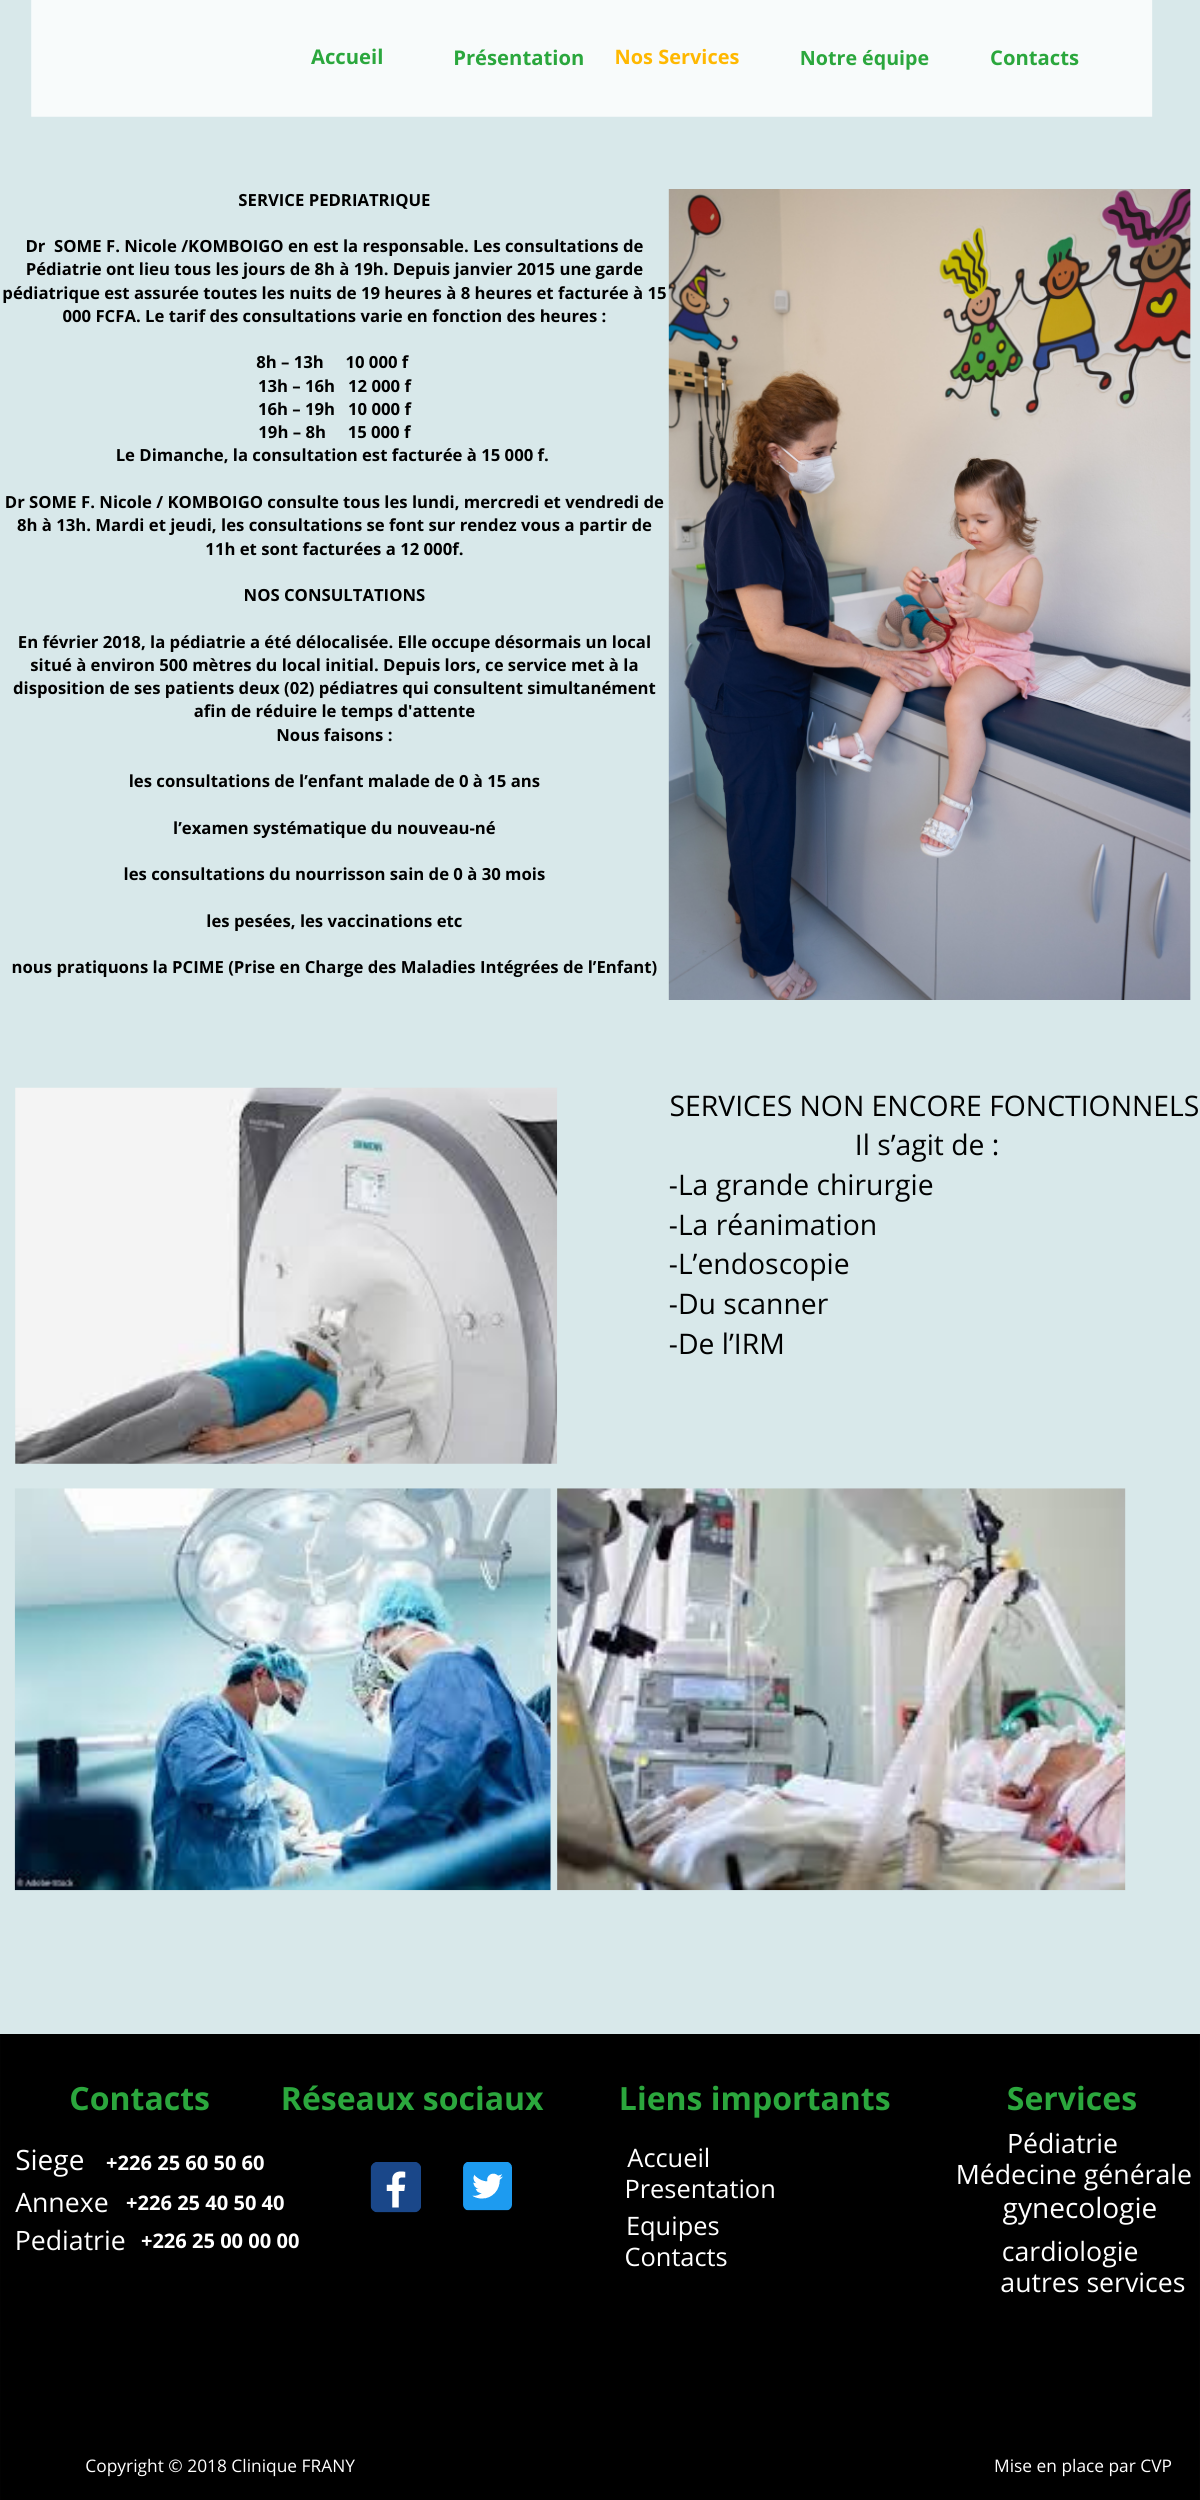 Accueil
Présentation
Nos Services
Notre équipe
Contacts
SERVICE PEDRIATRIQUE
Dr  SOME F. Nicole /KOMBOIGO en est la responsable. Les consultations de
Pédiatrie ont lieu tous les jours de 8h à 19h. Depuis janvier 2015 une garde
pédiatrique est assurée toutes les nuits de 19 heures à 8 heures et facturée à 15
000 FCFA. Le tarif des consultations varie en fonction des heures :
8h – 13h     10 000 f
13h – 16h   12 000 f
16h – 19h   10 000 f
19h – 8h     15 000 f
Le Dimanche, la consultation est facturée à 15 000 f.
Dr SOME F. Nicole / KOMBOIGO consulte tous les lundi, mercredi et vendredi de
8h à 13h. Mardi et jeudi, les consultations se font sur rendez vous a partir de
11h et sont facturées a 12 000f.
NOS CONSULTATIONS
En février 2018, la pédiatrie a été délocalisée. Elle occupe désormais un local
situé à environ 500 mètres du local initial. Depuis lors, ce service met à la
disposition de ses patients deux (02) pédiatres qui consultent simultanément
afin de réduire le temps d'attente
Nous faisons :
les consultations de l’enfant malade de 0 à 15 ans
l’examen systématique du nouveau-né
les consultations du nourrisson sain de 0 à 30 mois
les pesées, les vaccinations etc
nous pratiquons la PCIME (Prise en Charge des Maladies Intégrées de l’Enfant)
SIEMENS
SERVICES NON ENCORE FONCTIONNELS
Il s’agit de :
-La grande chirurgie
-La réanimation
-L’endoscopie
-Du scanner
-De l’IRM
© Adobe Stock
Contacts
Siege +226 25 60 50 60
Annexe +226 25 40 50 40
Pediatrie +226 25 00 00 00
Réseaux sociaux
Liens importants
Accueil
Presentation
Equipes
Contacts
Services
Pédiatrie
Médecine générale
gynecologie
cardiologie
autres services
Copyright © 2018 Clinique FRANY
Mise en place par CVP